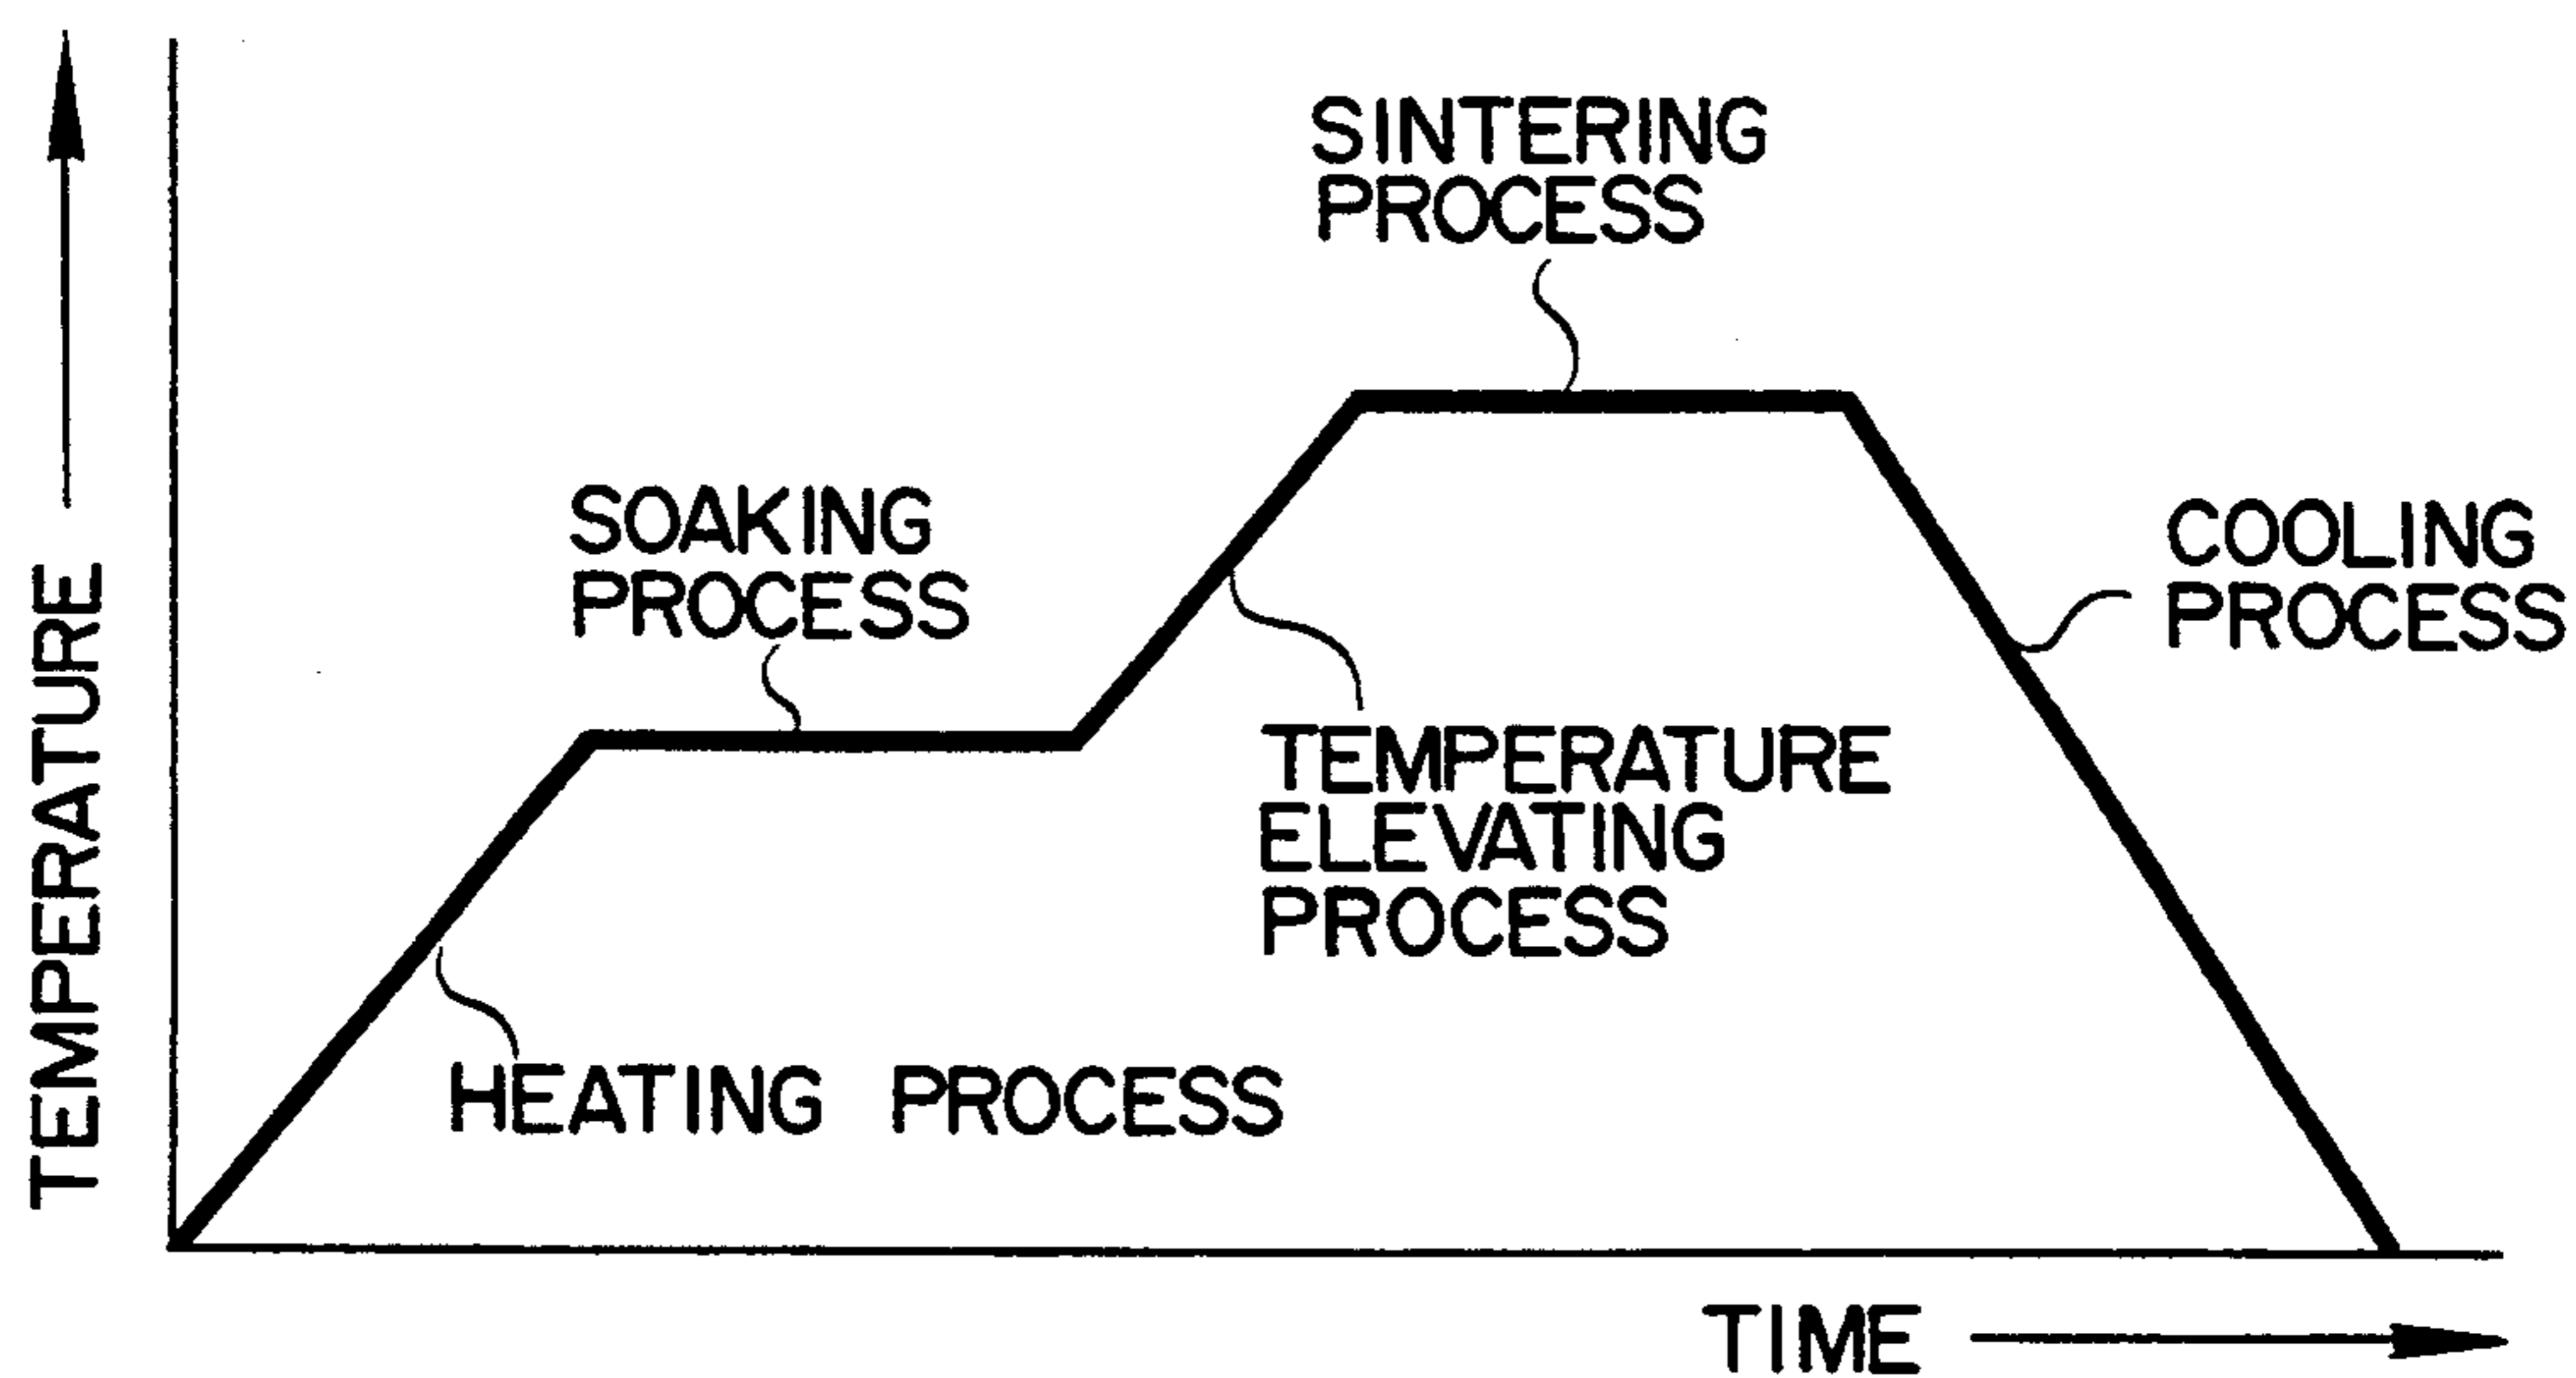 TEMPERATURE
SINTERING
PROCESS
SOAKING
PROCESS
COOLING
PROCESS
TEMPERATURE
ELEVATING
PROCESS
HEATING PROCESS
TIME